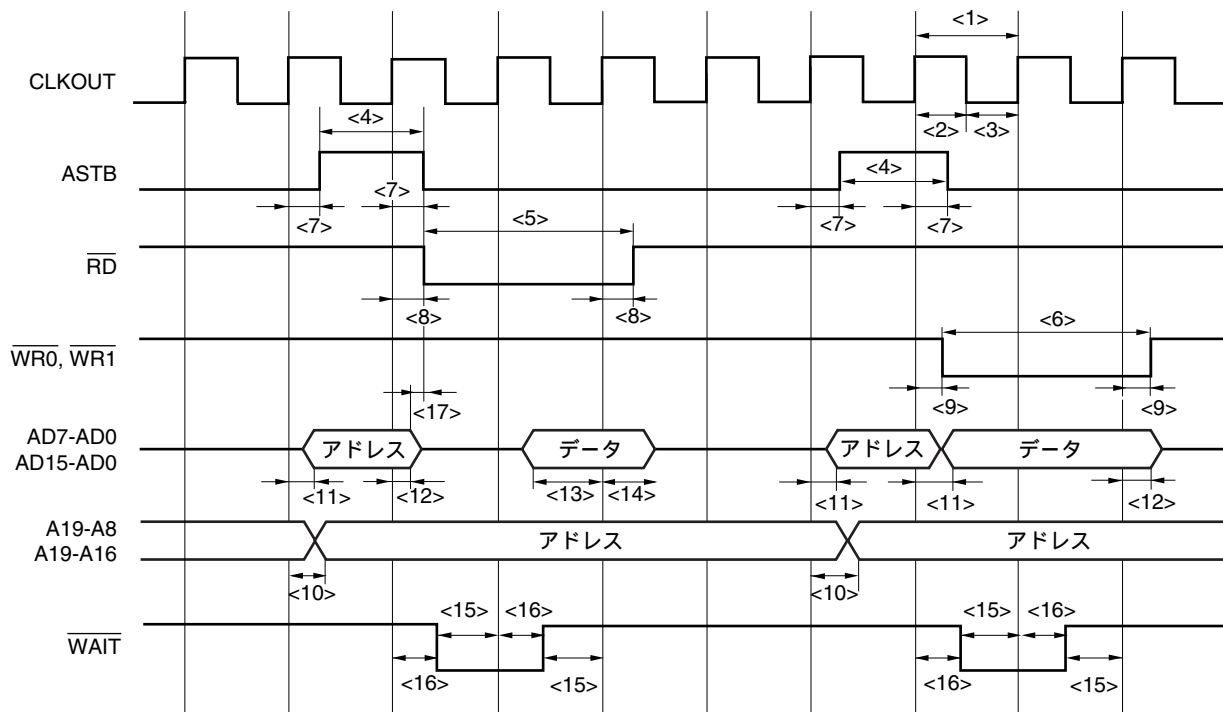 <1>
CLKOUT
<4> <2> <3>
ASTB
<4>
<7>
<7> <5> <7> <7>
RD
<8> <8> <6>
WR0, WR1
<17> <9> <9>
AD7-AD0
AD15-AD0
アドレス データ アドレス データ
<11> <12> <13> <14> <11> <11> <12>
A19-A8
A19-A16
アドレス アドレス
<10> <10>
<15> <16> <15> <16>
WAIT
<16> <15> <16> <15>